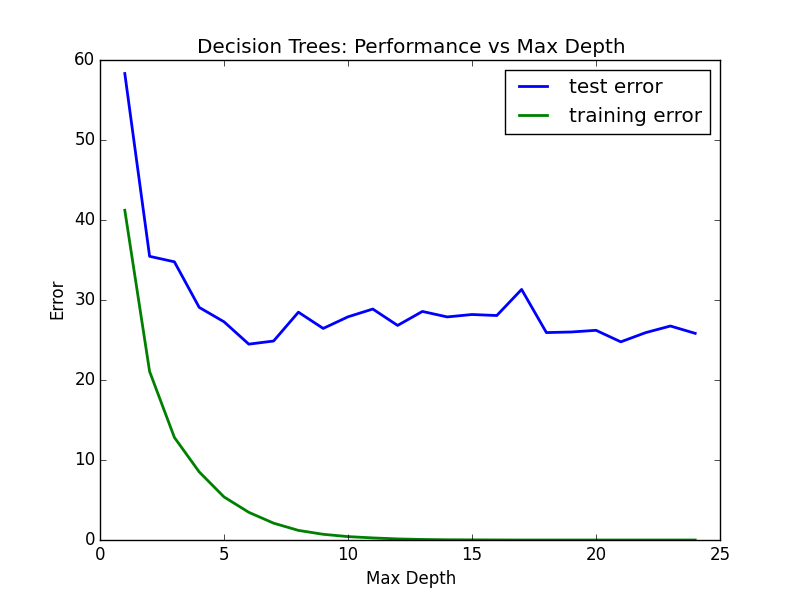 Decision Trees: Performance vs Max Depth
test error
training error
60
50
40
30
20
10
0
Error
0 5 10 15 20 25
Max Depth